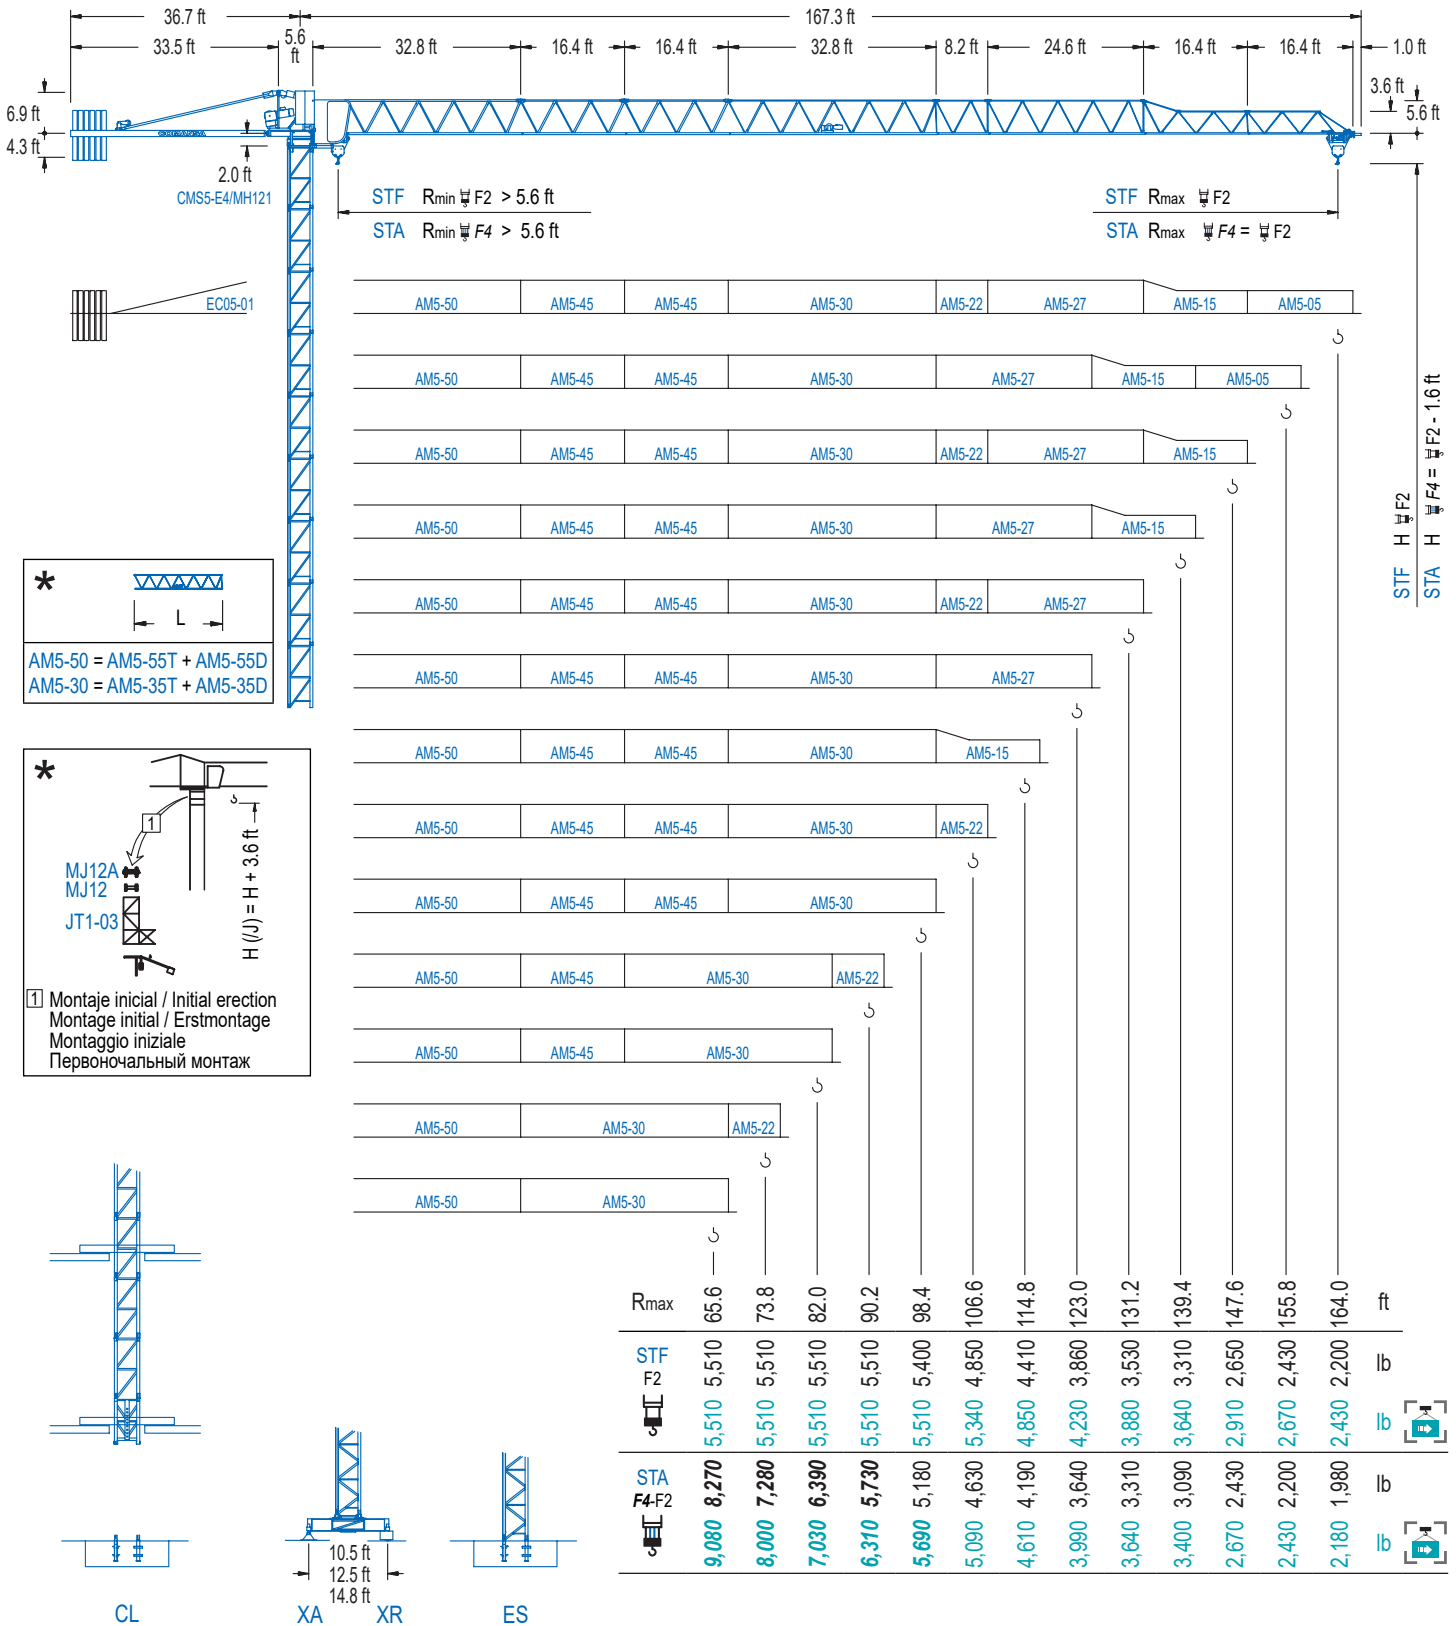 36.7 ft 167.3 ft
33.5 ft 5.6 ft 32.8 ft 16.4 ft 16.4 ft 32.8 ft 8.2 ft 24.6 ft 16.4 ft 16.4 ft 1.0 ft
3.6 ft
5.6 ft
6.9 ft
4.3 ft
COMANSA
2.0 ft
CMS5-E4/MH121
STF Rmin F2 > 5.6 ft
STA Rmin F4 > 5.6 ft
STF Rmax F2
STA Rmax F4 = F2
EC05-01
AM5-50 AM5-45 AM5-45 AM5-30 AM5-22 AM5-27 AM5-15 AM5-05
AM5-50 AM5-45 AM5-45 AM5-30 AM5-27 AM5-15 AM5-05
AM5-50 AM5-45 AM5-45 AM5-30 AM5-22 AM5-27 AM5-15
AM5-50 AM5-45 AM5-45 AM5-30 AM5-27 AM5-15
AM5-50 AM5-45 AM5-45 AM5-30 AM5-22 AM5-27
AM5-50 AM5-45 AM5-45 AM5-30 AM5-27
AM5-50 AM5-45 AM5-45 AM5-30 AM5-15
AM5-50 AM5-45 AM5-45 AM5-30 AM5-22
AM5-50 AM5-45 AM5-45 AM5-30
AM5-50 AM5-45 AM5-30 AM5-22
AM5-50 AM5-45 AM5-30
AM5-50 AM5-30 AM5-22
AM5-50 AM5-30
STF H F2
STA H F4 = F2 - 1.6 ft
*
L
AM5-50 = AM5-55T + AM5-55D
AM5-30 = AM5-35T + AM5-35D
*
1
MJ12A
MJ12
JT1-03
H (/J) = H + 3.6 ft
1 Montaje inicial / Initial erection
Montage initial / Erstmontage
Montaggio iniziale
Первоночальный монтаж
Rmax 65.6 73.8 82.0 90.2 98.4 106.6 114.8 123.0 131.2 139.4 147.6 155.8 164.0 ft
STF F2 5,510 5,510 5,510 5,510 5,400 4,850 4,410 3,860 3,530 3,310 2,650 2,430 2,200 lb
5,510 5,510 5,510 5,510 5,510 5,340 4,850 4,230 3,880 3,640 2,910 2,670 2,430 lb
STA F4-F2 8,270 7,280 6,390 5,730 5,180 4,630 4,190 3,640 3,310 3,090 2,430 2,200 1,980 lb
9,080 8,000 7,030 6,310 5,690 5,090 4,610 3,990 3,640 3,400 2,670 2,430 2,180 lb
10.5 ft
12.5 ft
14.8 ft
CL XA XR ES